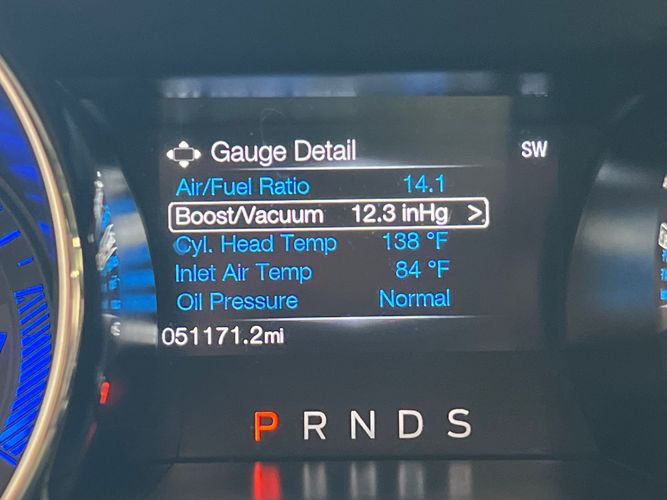 Gauge Detail SW
Air/Fuel Ratio 14.1
Boost/Vacuum 12.3 inHg >
Cyl. Head Temp 138 °F
Inlet Air Temp 84 °F
Oil Pressure Normal
051171.2mi
P R N D S